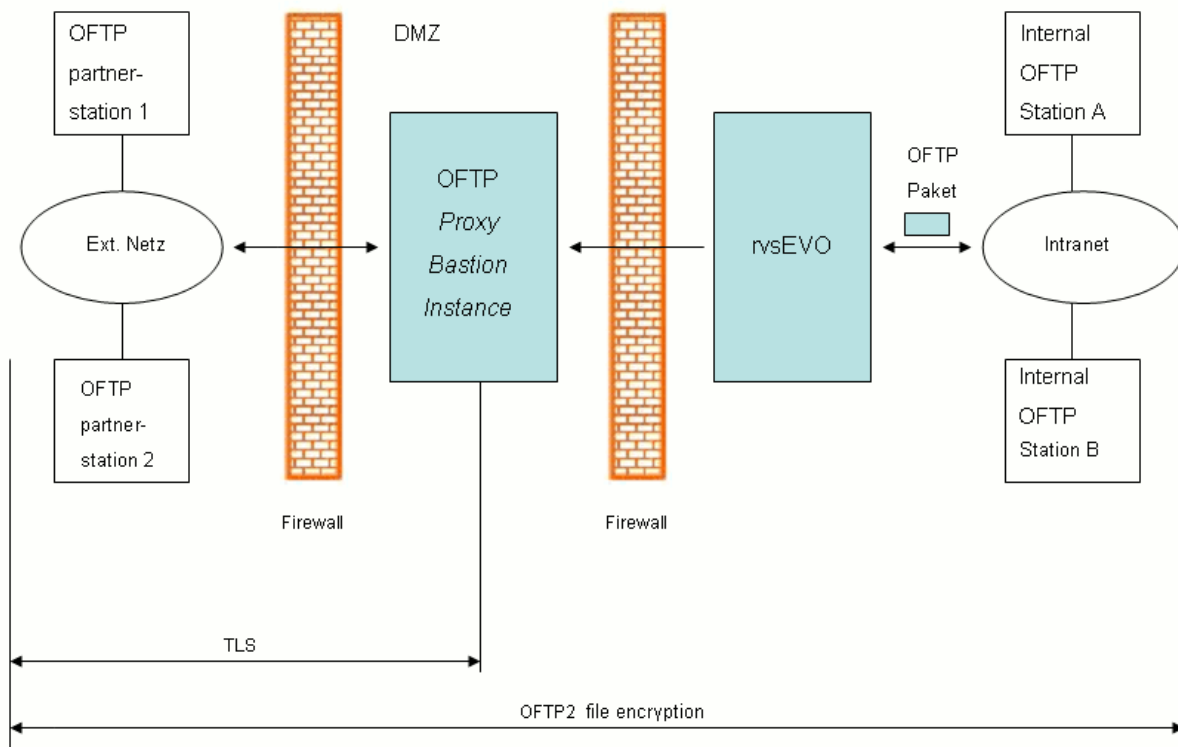 OFTP
partner-
station 1
DMZ
Internal
OFTP
Station A
OFTP
Paket
OFTP
Proxy
Bastion
Instance
Ext. Netz
rvsEVO
Intranet
OFTP
partner-
station 2
Internal
OFTP
Station B
Firewall
Firewall
TLS
OFTP2 file encryption